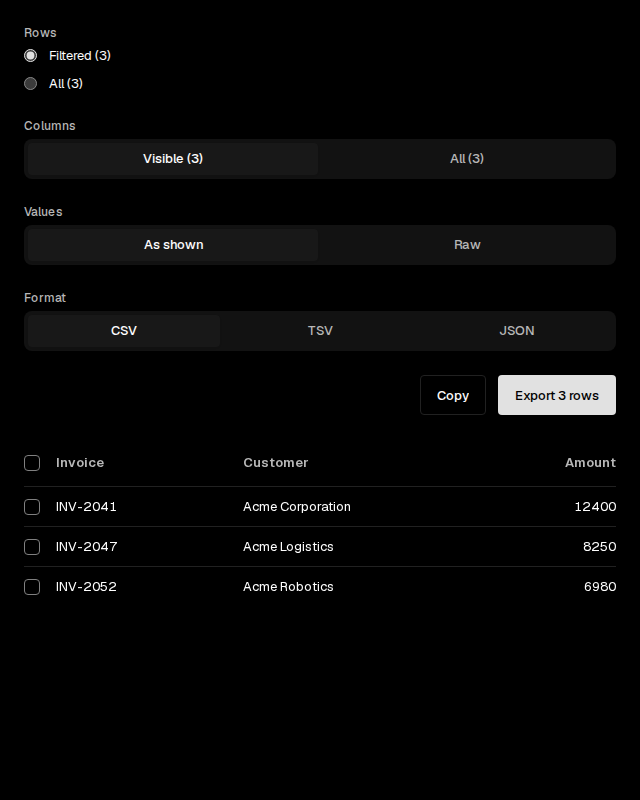 Rows
Filtered (3)
All (3)
Columns
Visible (3) All (3)
Values
As shown Raw
Format
CSV TSV JSON
Copy Export 3 rows
Invoice Customer Amount
INV-2041 Acme Corporation 12400
INV-2047 Acme Logistics 8250
INV-2052 Acme Robotics 6980